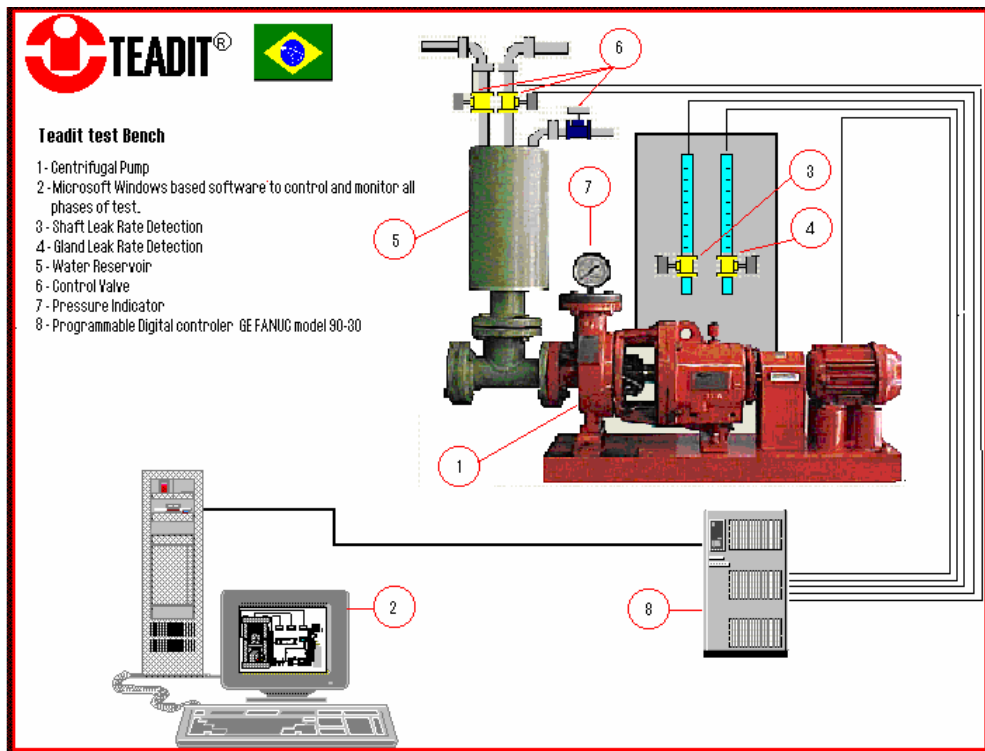 TEADIT®
Teadit test Bench
1- Centrifugal Pump
2 -Microsoft Windows based software to control and monitor all
phases of test.
3 - Shaft Leak Rate Detection
4 - Gland Leak Rate Detection
5 - Water Reservoir
6 - Control Valve
7 - Pressure Indicator
8 - Programmable Digital controler GE FANUC model 90-30
6
7
3
4
5
1
2
8